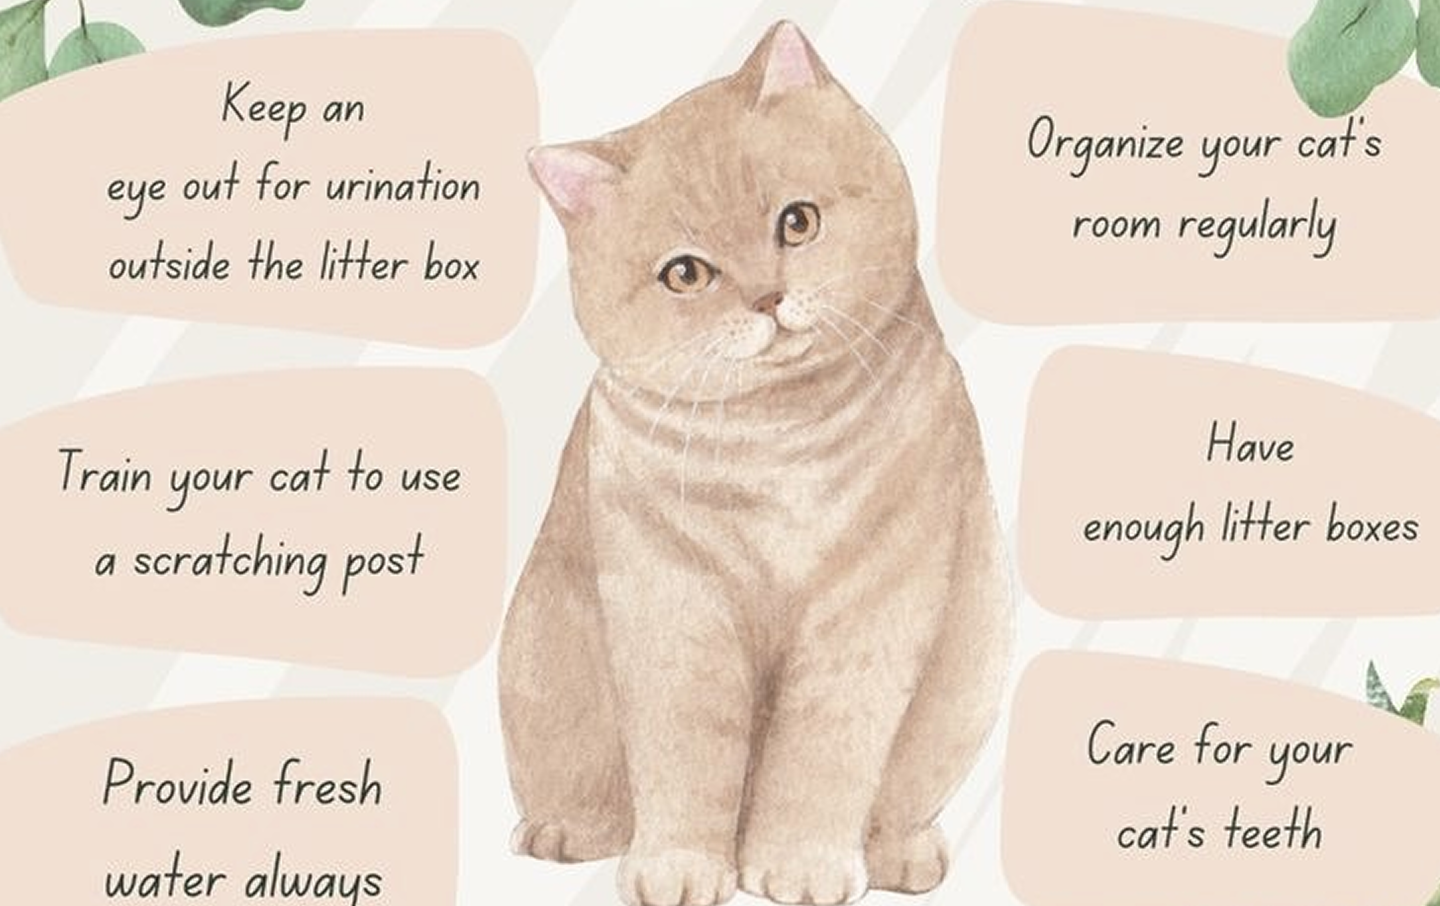 Keep an
eye out for urination
outside the litter box
Train your cat to use
a scratching post
Provide fresh
water always
Organize your cat's
room regularly
Have
enough litter boxes
Care for your
cat's teeth